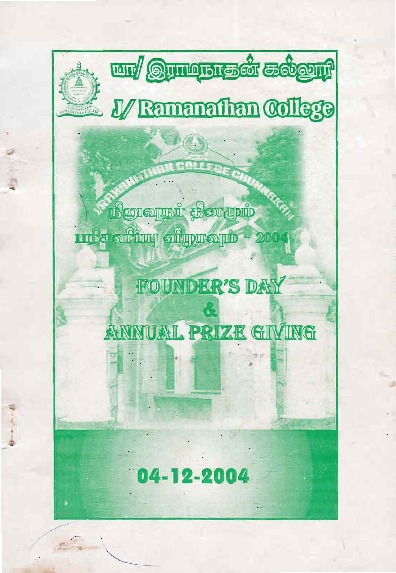 யா/ இராமநாதன் கல்லூரி
J/ Ramanathan College
RAMANATHAN COLLEGE CHUNNAKAM
நிறுவுநர் தினமும்
பரிசளிப்பு விழாவும் - 2004
FOUNDER'S DAY
&
ANNUAL PRIZE GIVING
04-12-2004